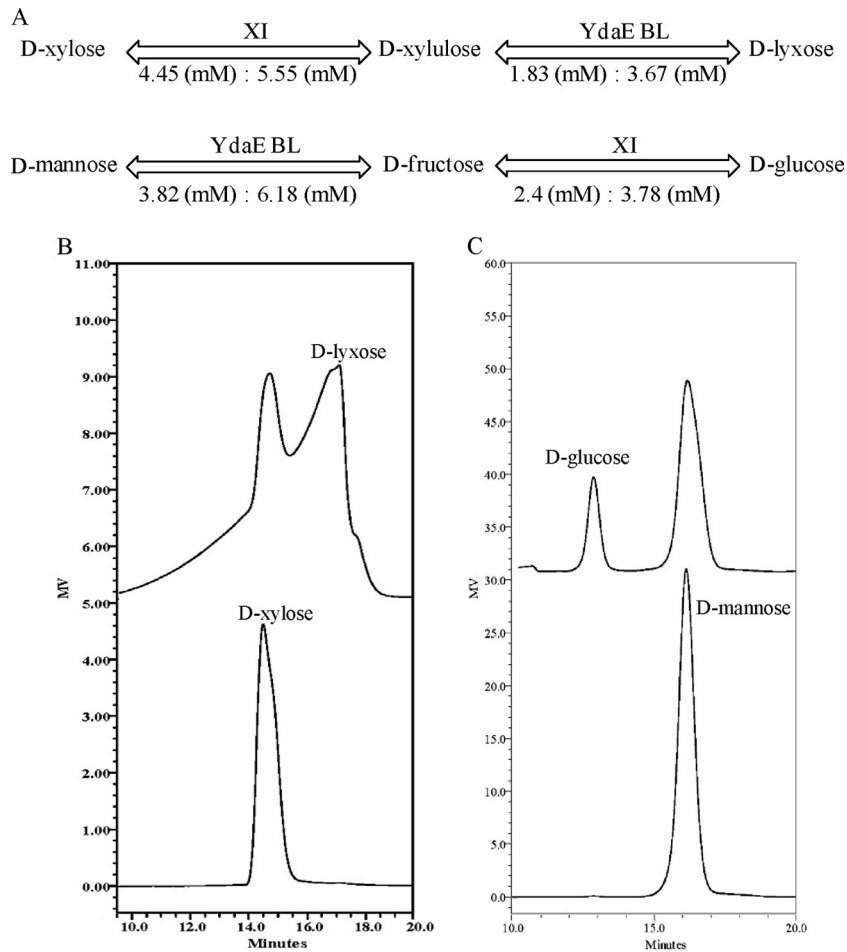 A
XI
YdaE BL
D-xylose
D-xylulose
D-lyxose
4.45 (mM) : 5.55 (mM)
1.83 (mM) : 3.67 (mM)
YdaE BL
XI
D-mannose
D-fructose
D-glucose
3.82 (mM) : 6.18 (mM)
2.4 (mM) : 3.78 (mM)
B
11.00
10.00
9.00
8.00
7.00
6.00
5.00
4.00
3.00
2.00
1.00
0.00
MV
D-lyxose
D-xylose
10.0 12.0 14.0 16.0 18.0 20.0
Minutes
C
60.0
55.0
50.0
45.0
40.0
35.0
30.0
25.0
20.0
15.0
10.0
5.0
0.0
MV
MV
D-glucose
D-mannose
10.0 15.0 20.0
Minutes